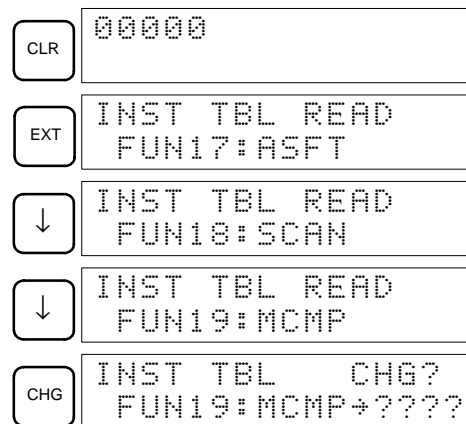 CLR
00000
EXT
INST TBL READ
FUN17:ASFT
↓
INST TBL READ
FUN18:SCAN
↓
INST TBL READ
FUN19:MCMP
CHG
INST TBL CHG?
FUN19:MCMP→????